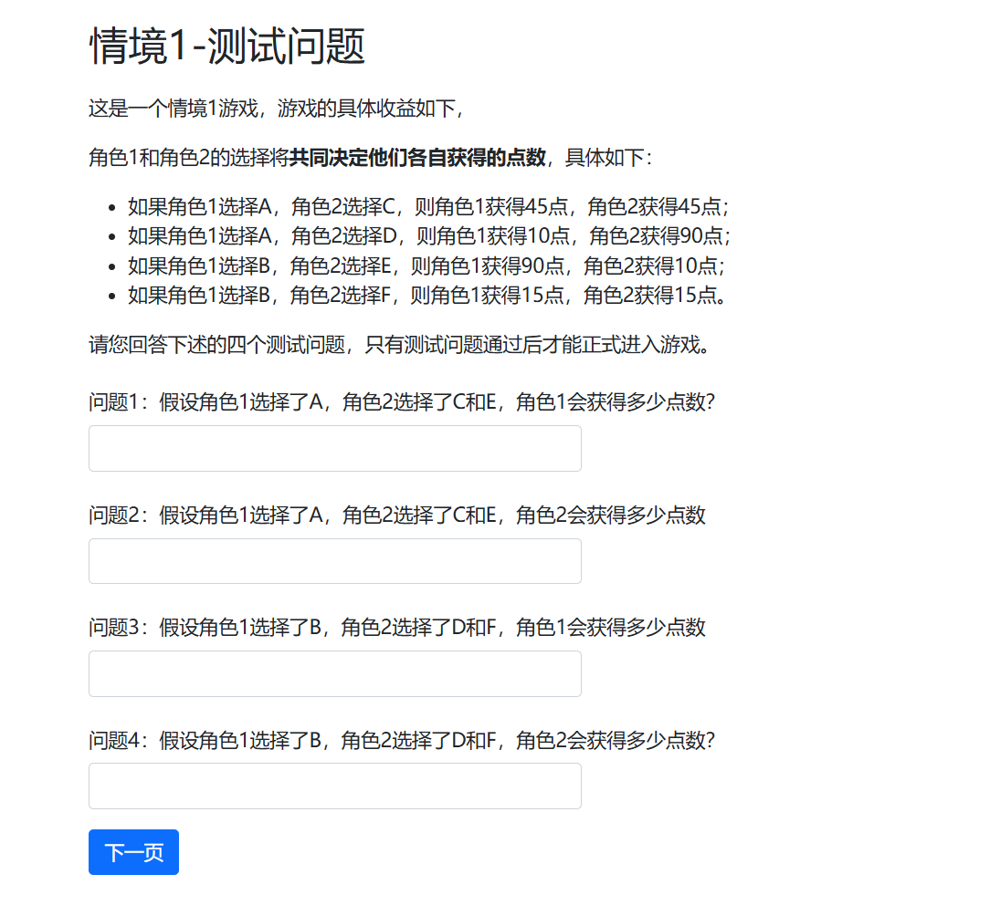 情境1-测试问题
这是一个情境1游戏，游戏的具体收益如下，
角色1和角色2的选择将共同决定他们各自获得的点数，具体如下：
如果角色1选择A，角色2选择C，则角色1获得45点，角色2获得45点；
如果角色1选择A，角色2选择D，则角色1获得10点，角色2获得90点；
如果角色1选择B，角色2选择E，则角色1获得90点，角色2获得10点；
如果角色1选择B，角色2选择F，则角色1获得15点，角色2获得15点。
请您回答下述的四个测试问题，只有测试问题通过后才能正式进入游戏。
问题1：假设角色1选择了A，角色2选择了C和E，角色1会获得多少点数？
问题2：假设角色1选择了A，角色2选择了C和E，角色2会获得多少点数
问题3：假设角色1选择了B，角色2选择了D和F，角色1会获得多少点数
问题4：假设角色1选择了B，角色2选择了D和F，角色2会获得多少点数？
下一页